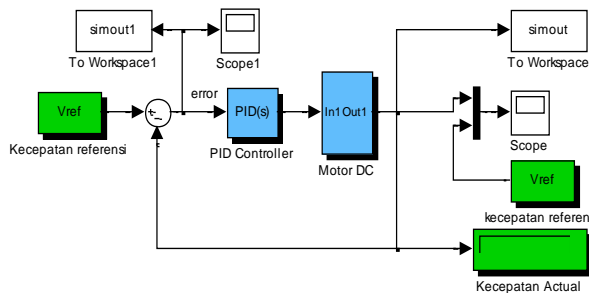 simout1
To Workspace1
Scope1
simout
To Workspace
error
Vref
Kecepatan referensi
PID(s)
PID Controller
In1Out1
Motor DC
Scope
Vref
kecepatan referen
Kecepatan Actual